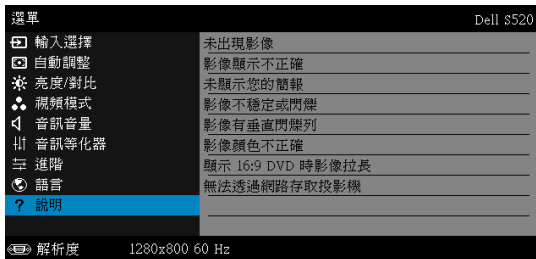 選單 Dell S520
輸入選擇
自動調整
亮度/對比
視頻模式
音訊音量
音訊等化器
進階
語言
? 說明
未出現影像
影像顯示不正確
未顯示您的簡報
影像不穩定或閃爍
影像有垂直閃爍列
影像顏色不正確
顯示 16:9 DVD 時影像拉長
無法透過網路存取投影機
解析度 1280x800 60 Hz